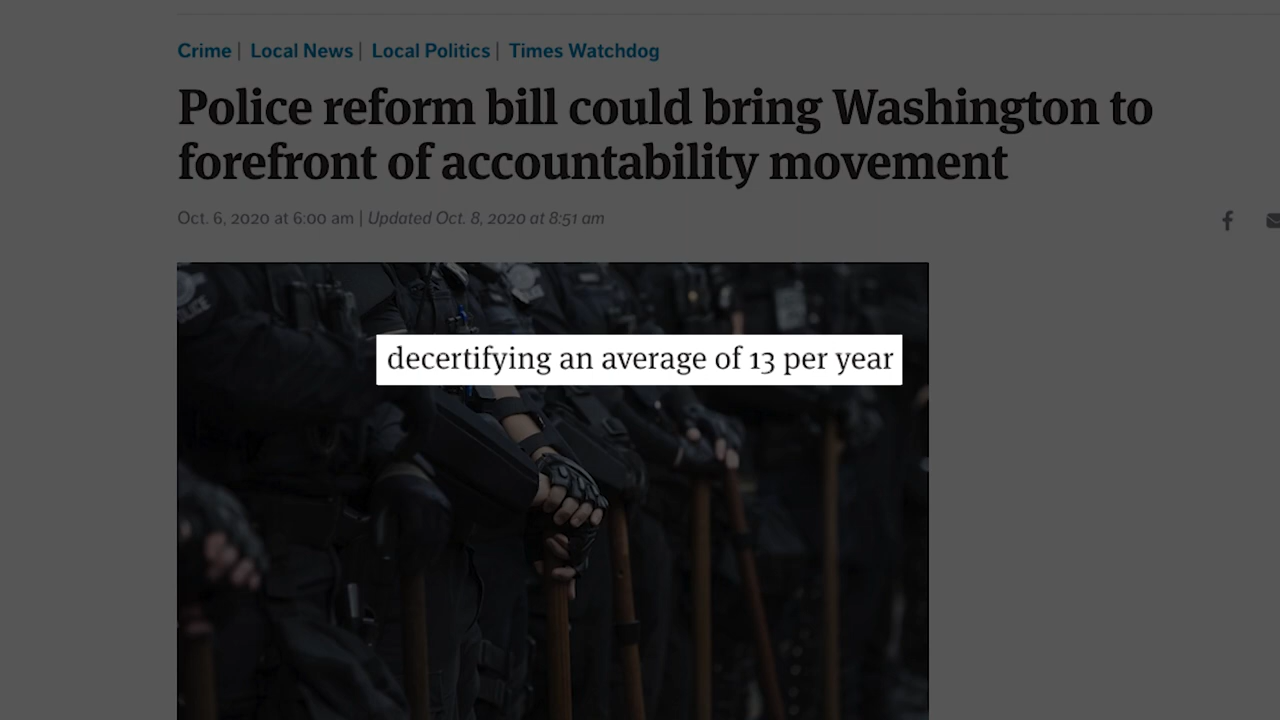 Crime | Local News | Local Politics | Times Watchdog
Police reform bill could bring Washington to
forefront of accountability movement
Oct. 6, 2020 at 6:00 am | Updated Oct. 8, 2020 at 8:51 am
decertifying an average of 13 per year